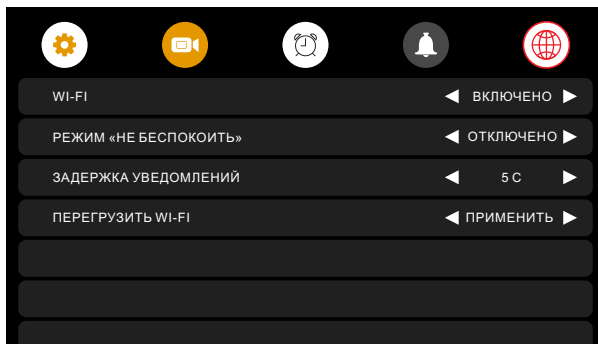 WI-FI ВКЛЮЧЕНО
РЕЖИМ «НЕ БЕСПОКОИТЬ» ОТКЛЮЧЕНО
ЗАДЕРЖКА УВЕДОМЛЕНИЙ 5 С
ПЕРЕГРУЗИТЬ WI-FI ПРИМЕНИТЬ